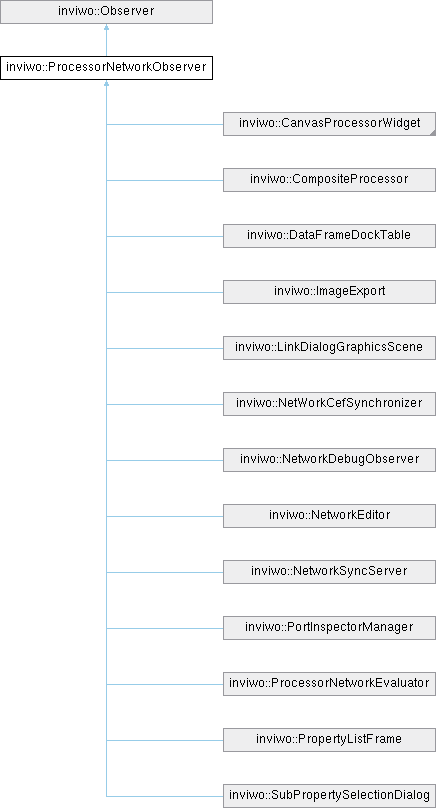 inviwo::Observer
inviwo::ProcessorNetworkObserver
inviwo::CanvasProcessorWidget
inviwo::CompositeProcessor
inviwo::DataFrameDockTable
inviwo::ImageExport
inviwo::LinkDialogGraphicsScene
inviwo::NetWorkCefSynchronizer
inviwo::NetworkDebugObserver
inviwo::NetworkEditor
inviwo::NetworkSyncServer
inviwo::PortInspectorManager
inviwo::ProcessorNetworkEvaluator
inviwo::PropertyListFrame
inviwo::SubPropertySelectionDialog